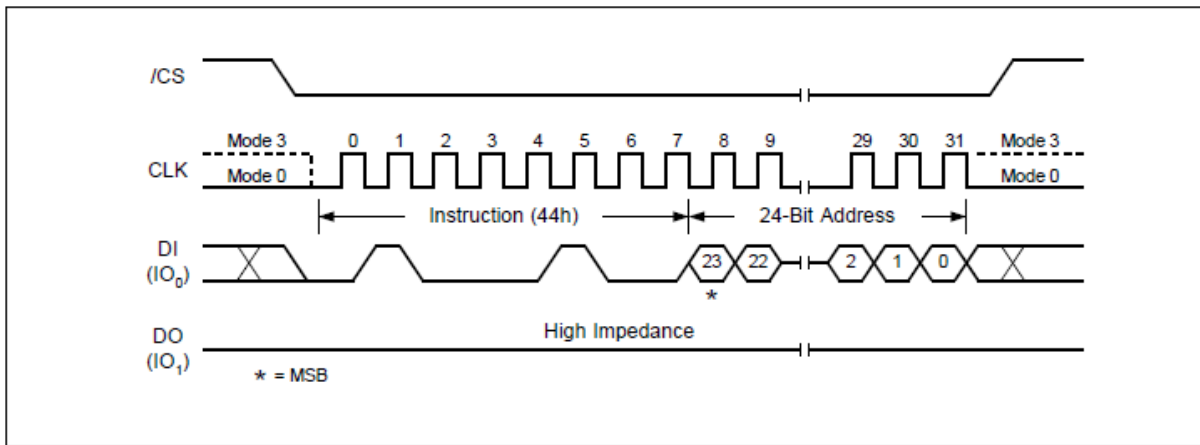 /CS
Mode 3 0 1 2 3 4 5 6 7 8 9 29 30 31 Mode 3
CLK Mode 0 Mode 0
Instruction (44h) 24-Bit Address
DI
(IO0) 23 22 2 1 0
*
DO High Impedance
(IO1)
* = MSB